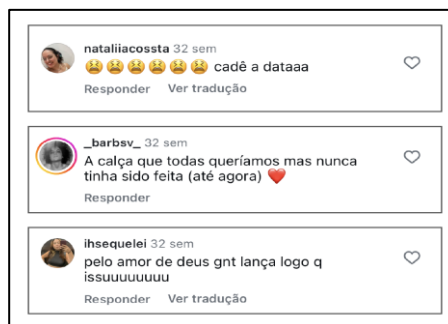 nataliiacossta 32 sem
😫😫😫😫😫😫 cadê a dataaa
Responder Ver tradução
_barbsv_ 32 sem
A calça que todas queríamos mas nunca
tinha sido feita (até agora) ❤️
Responder
ihsequelei 32 sem
pelo amor de deus gnt lança logo q
issuuuuuuuu
Responder Ver tradução